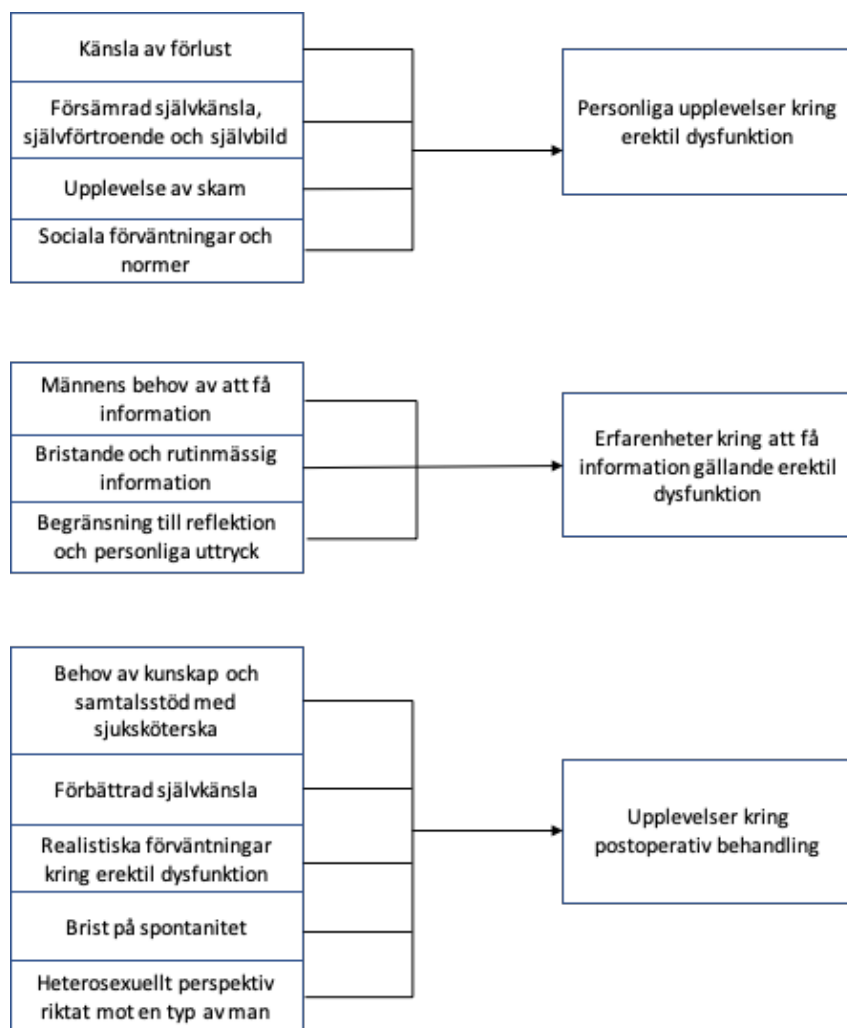 Känsla av förlust
Försämrad självkänsla,
självförtroende och självbild
Upplevelse av skam
Sociala förväntningar och
normer
Personliga upplevelser kring
erektil dysfunktion
Männens behov av att få
information
Bristande och rutinmässig
information
Begränsning till reflektion
och personliga uttryck
Erfarenheter kring att få
information gällande erektil
dysfunktion
Behov av kunskap och
samtalsstöd med
sjuksköterska
Förbättrad självkänsla
Realistiska förväntningar
kring erektil dysfunktion
Brist på spontanitet
Heterosexuellt perspektiv
riktat mot en typ av man
Upplevelser kring
postoperativ behandling